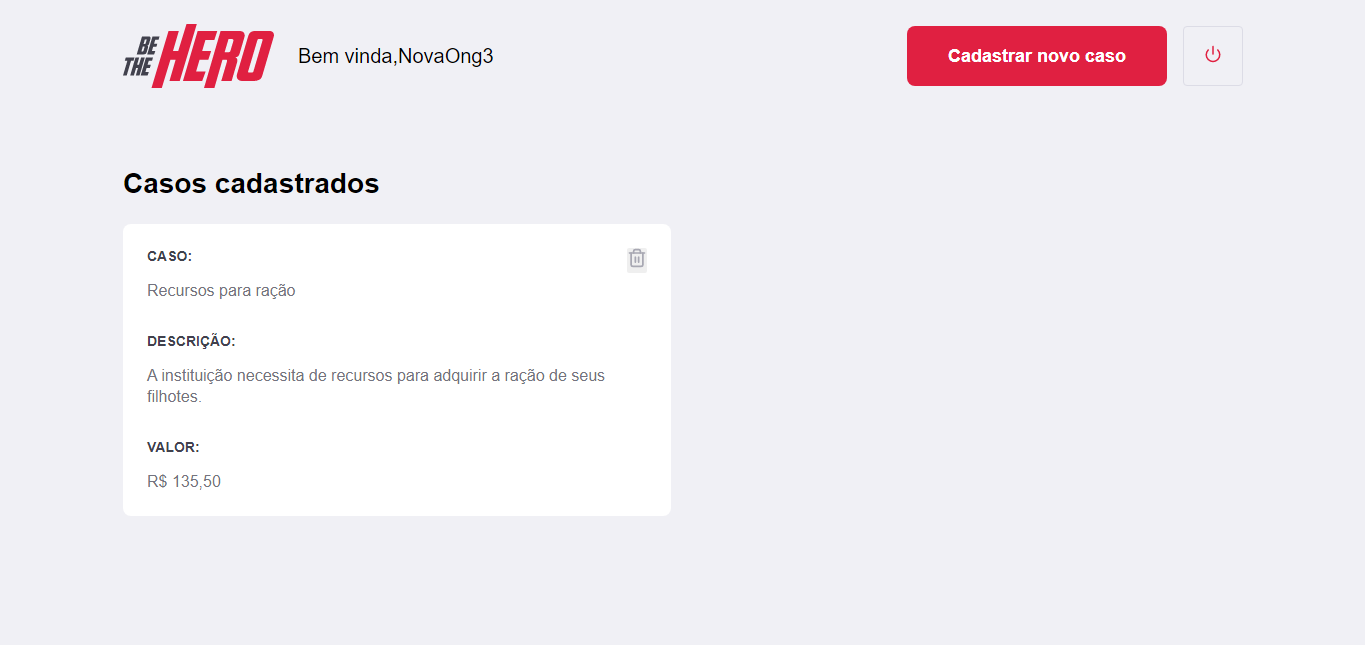 BE
THE
HERO
Bem vinda,NovaOng3
Cadastrar novo caso
Casos cadastrados
CASO:
Recursos para ração
DESCRIÇÃO:
A instituição necessita de recursos para adquirir a ração de seus
filhotes.
VALOR:
R$ 135,50